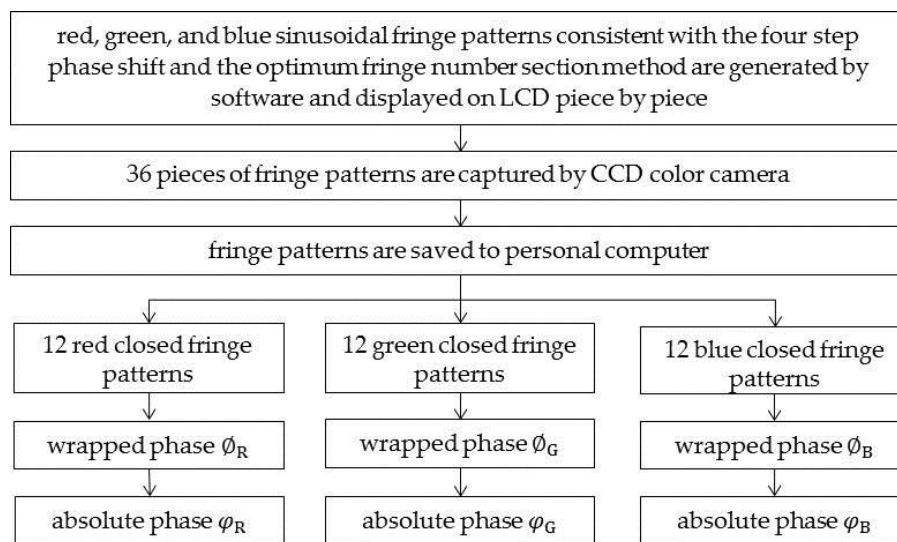 red, green, and blue sinusoidal fringe patterns consistent with the four step
phase shift and the optimum fringe number section method are generated by
software and displayed on LCD piece by piece
36 pieces of fringe patterns are captured by CCD color camera
fringe patterns are saved to personal computer
12 red closed fringe
patterns
12 green closed fringe
patterns
12 blue closed fringe
patterns
wrapped phase ∅R
wrapped phase ∅G
wrapped phase ∅B
absolute phase φR
absolute phase φG
absolute phase φB